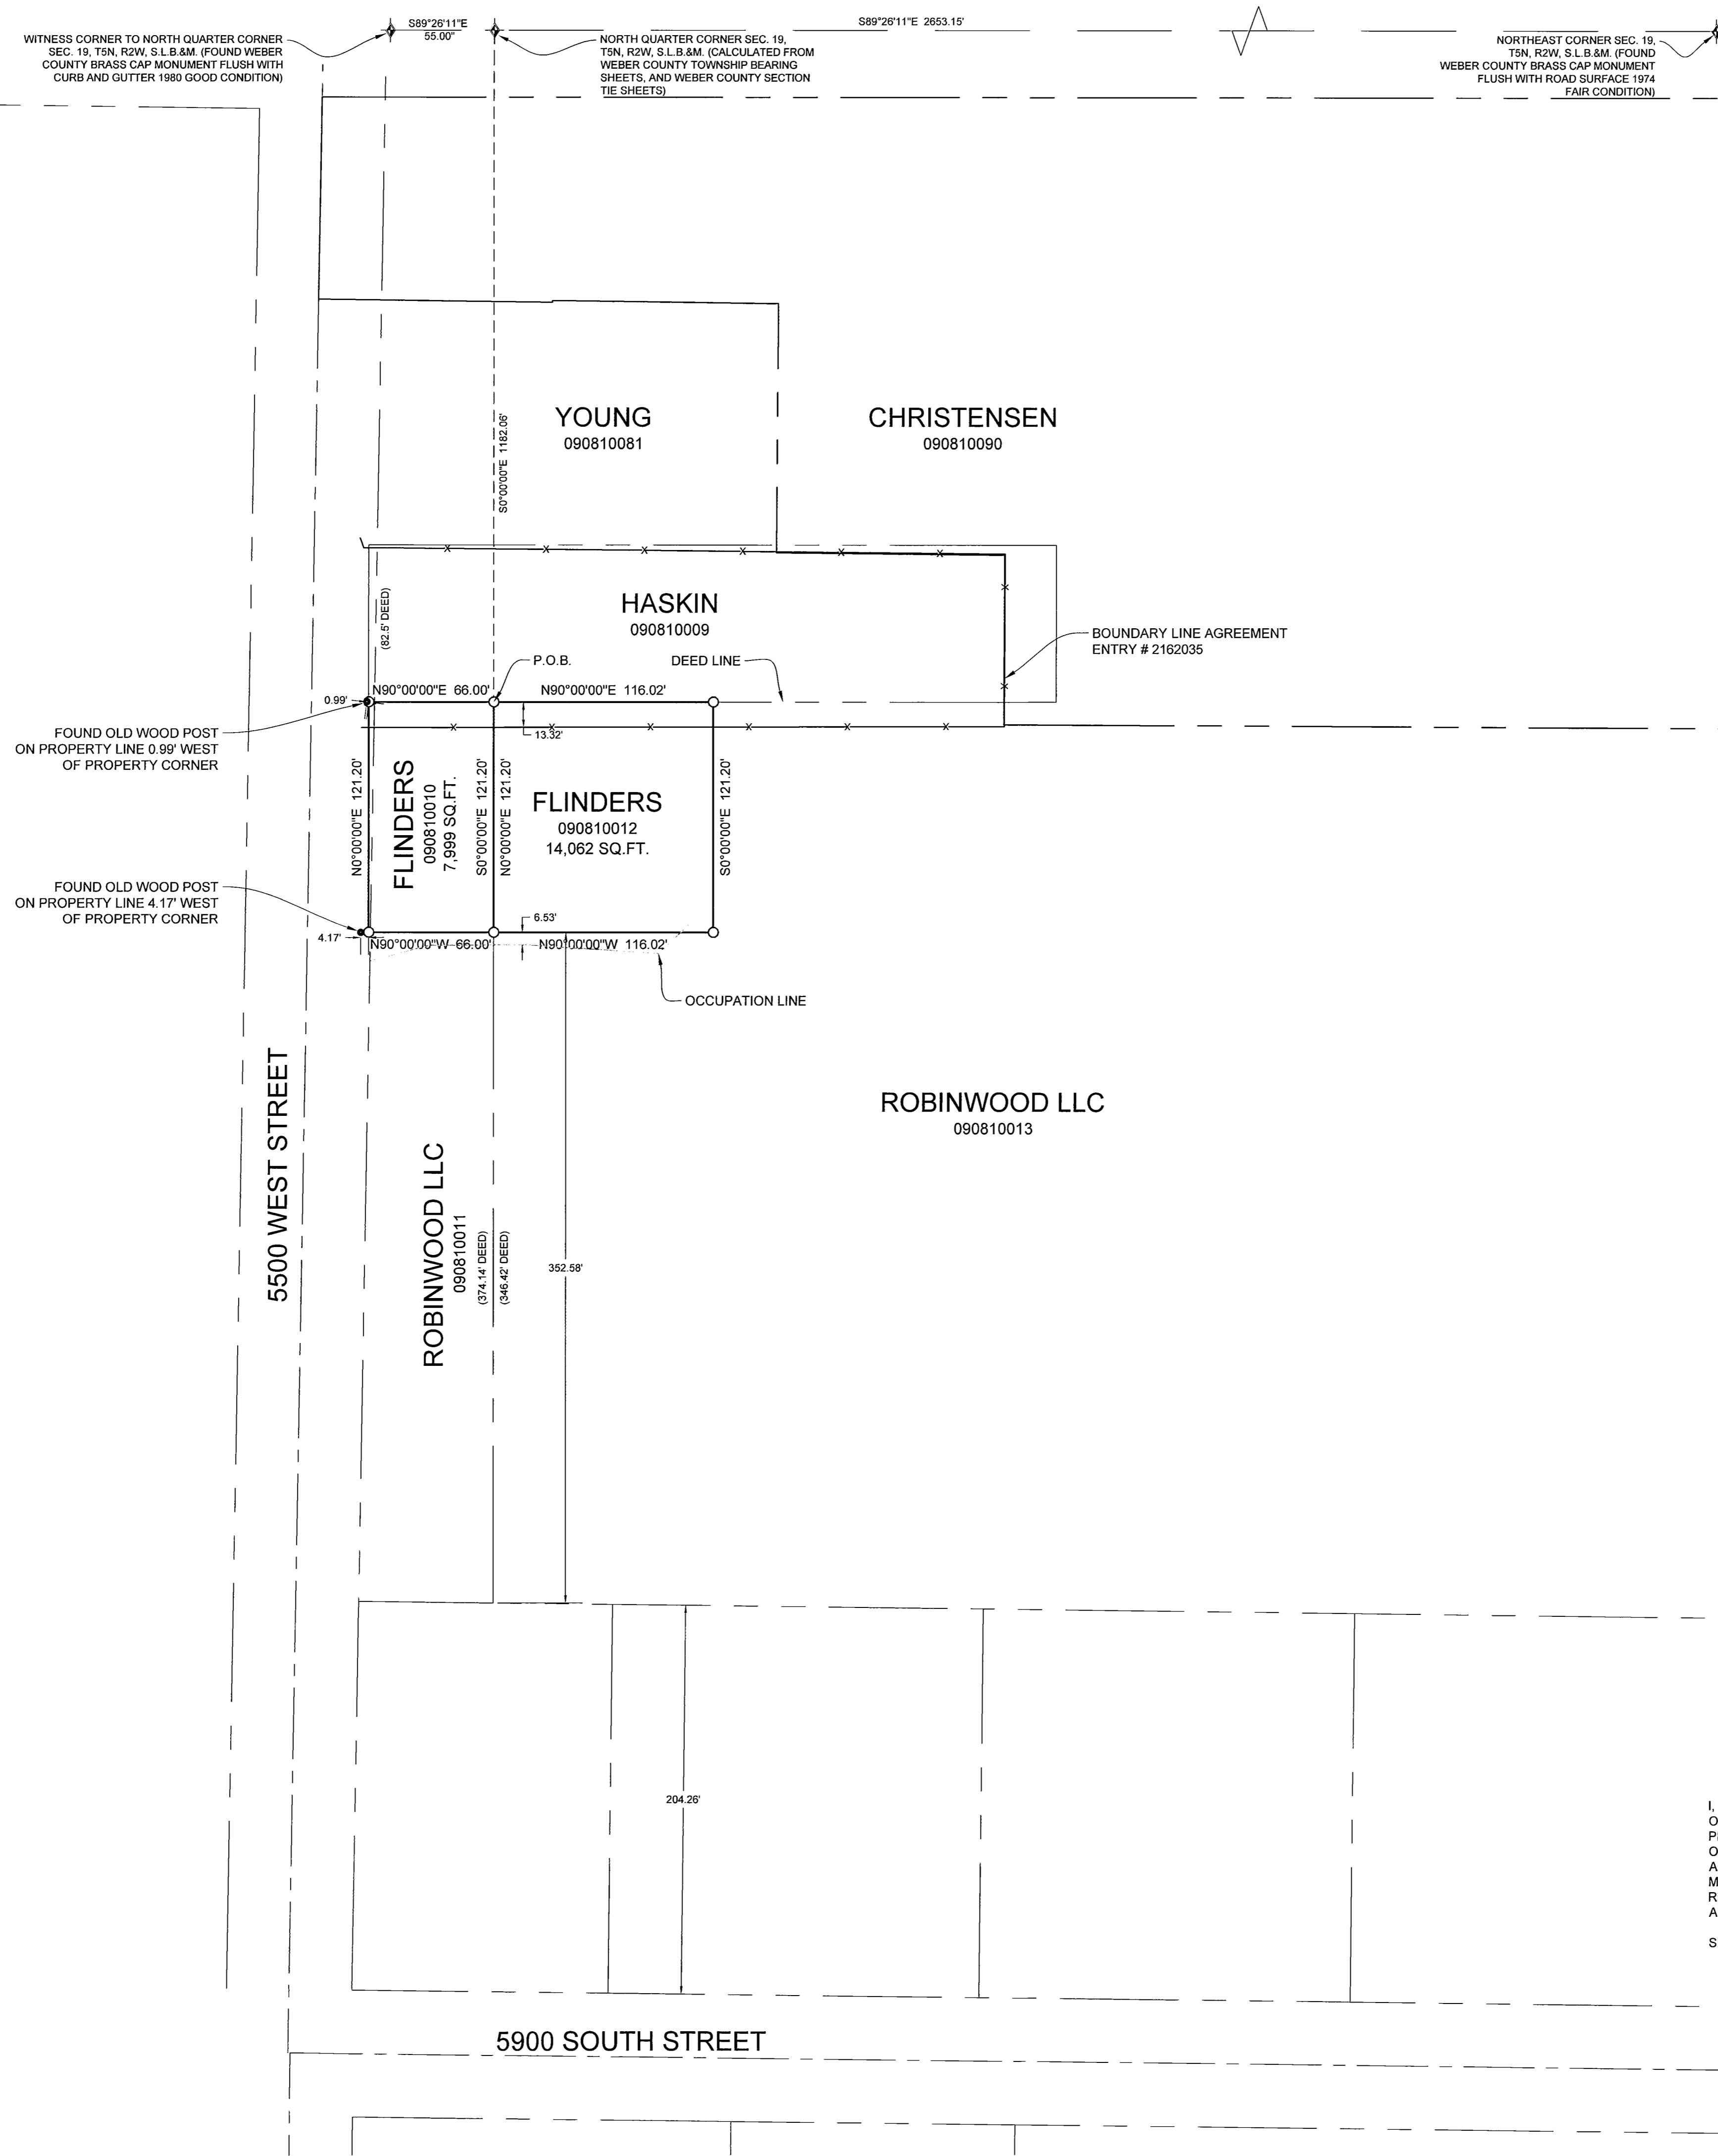 S89°26'11"E
55.00"
S89°26'11"E 2653.15'
WITNESS CORNER TO NORTH QUARTER CORNER
SEC. 19, T5N, R2W, S.L.B.&M. (FOUND WEBER
COUNTY BRASS CAP MONUMENT FLUSH WITH
CURB AND GUTTER 1980 GOOD CONDITION)
NORTH QUARTER CORNER SEC. 19,
T5N, R2W, S.L.B.&M. (CALCULATED FROM
WEBER COUNTY TOWNSHIP BEARING
SHEETS, AND WEBER COUNTY SECTION
TIE SHEETS)
NORTHEAST CORNER SEC. 19,
T5N, R2W, S.L.B.&M. (FOUND
WEBER COUNTY BRASS CAP MONUMENT
FLUSH WITH ROAD SURFACE 1974
FAIR CONDITION)
S0°00'00"E 1182.06'
YOUNG
090810081
CHRISTENSEN
090810090
(82.5' DEED)
HASKIN
090810009
BOUNDARY LINE AGREEMENT
ENTRY # 2162035
P.O.B.
DEED LINE
N90°00'00"E 66.00'
N90°00'00"E 116.02'
0.99'
13.32'
FOUND OLD WOOD POST
ON PROPERTY LINE 0.99' WEST
OF PROPERTY CORNER
N0°00'00"E 121.20'
FLINDERS
090810010
7,999 SQ.FT.
S0°00'00"E 121.20'
N0°00'00"E 121.20'
FLINDERS
090810012
14,062 SQ.FT.
S0°00'00"E 121.20'
FOUND OLD WOOD POST
ON PROPERTY LINE 4.17' WEST
OF PROPERTY CORNER
6.53'
4.17'
N90°00'00"W 66.00'
N90°00'00"W 116.02'
OCCUPATION LINE
5500 WEST STREET
ROBINWOOD LLC
090810011
(374.14' DEED)
(346.42' DEED)
352.58'
ROBINWOOD LLC
090810013
204.26'
I,
O
P
O
A
M
R
A
S
5900 SOUTH STREET